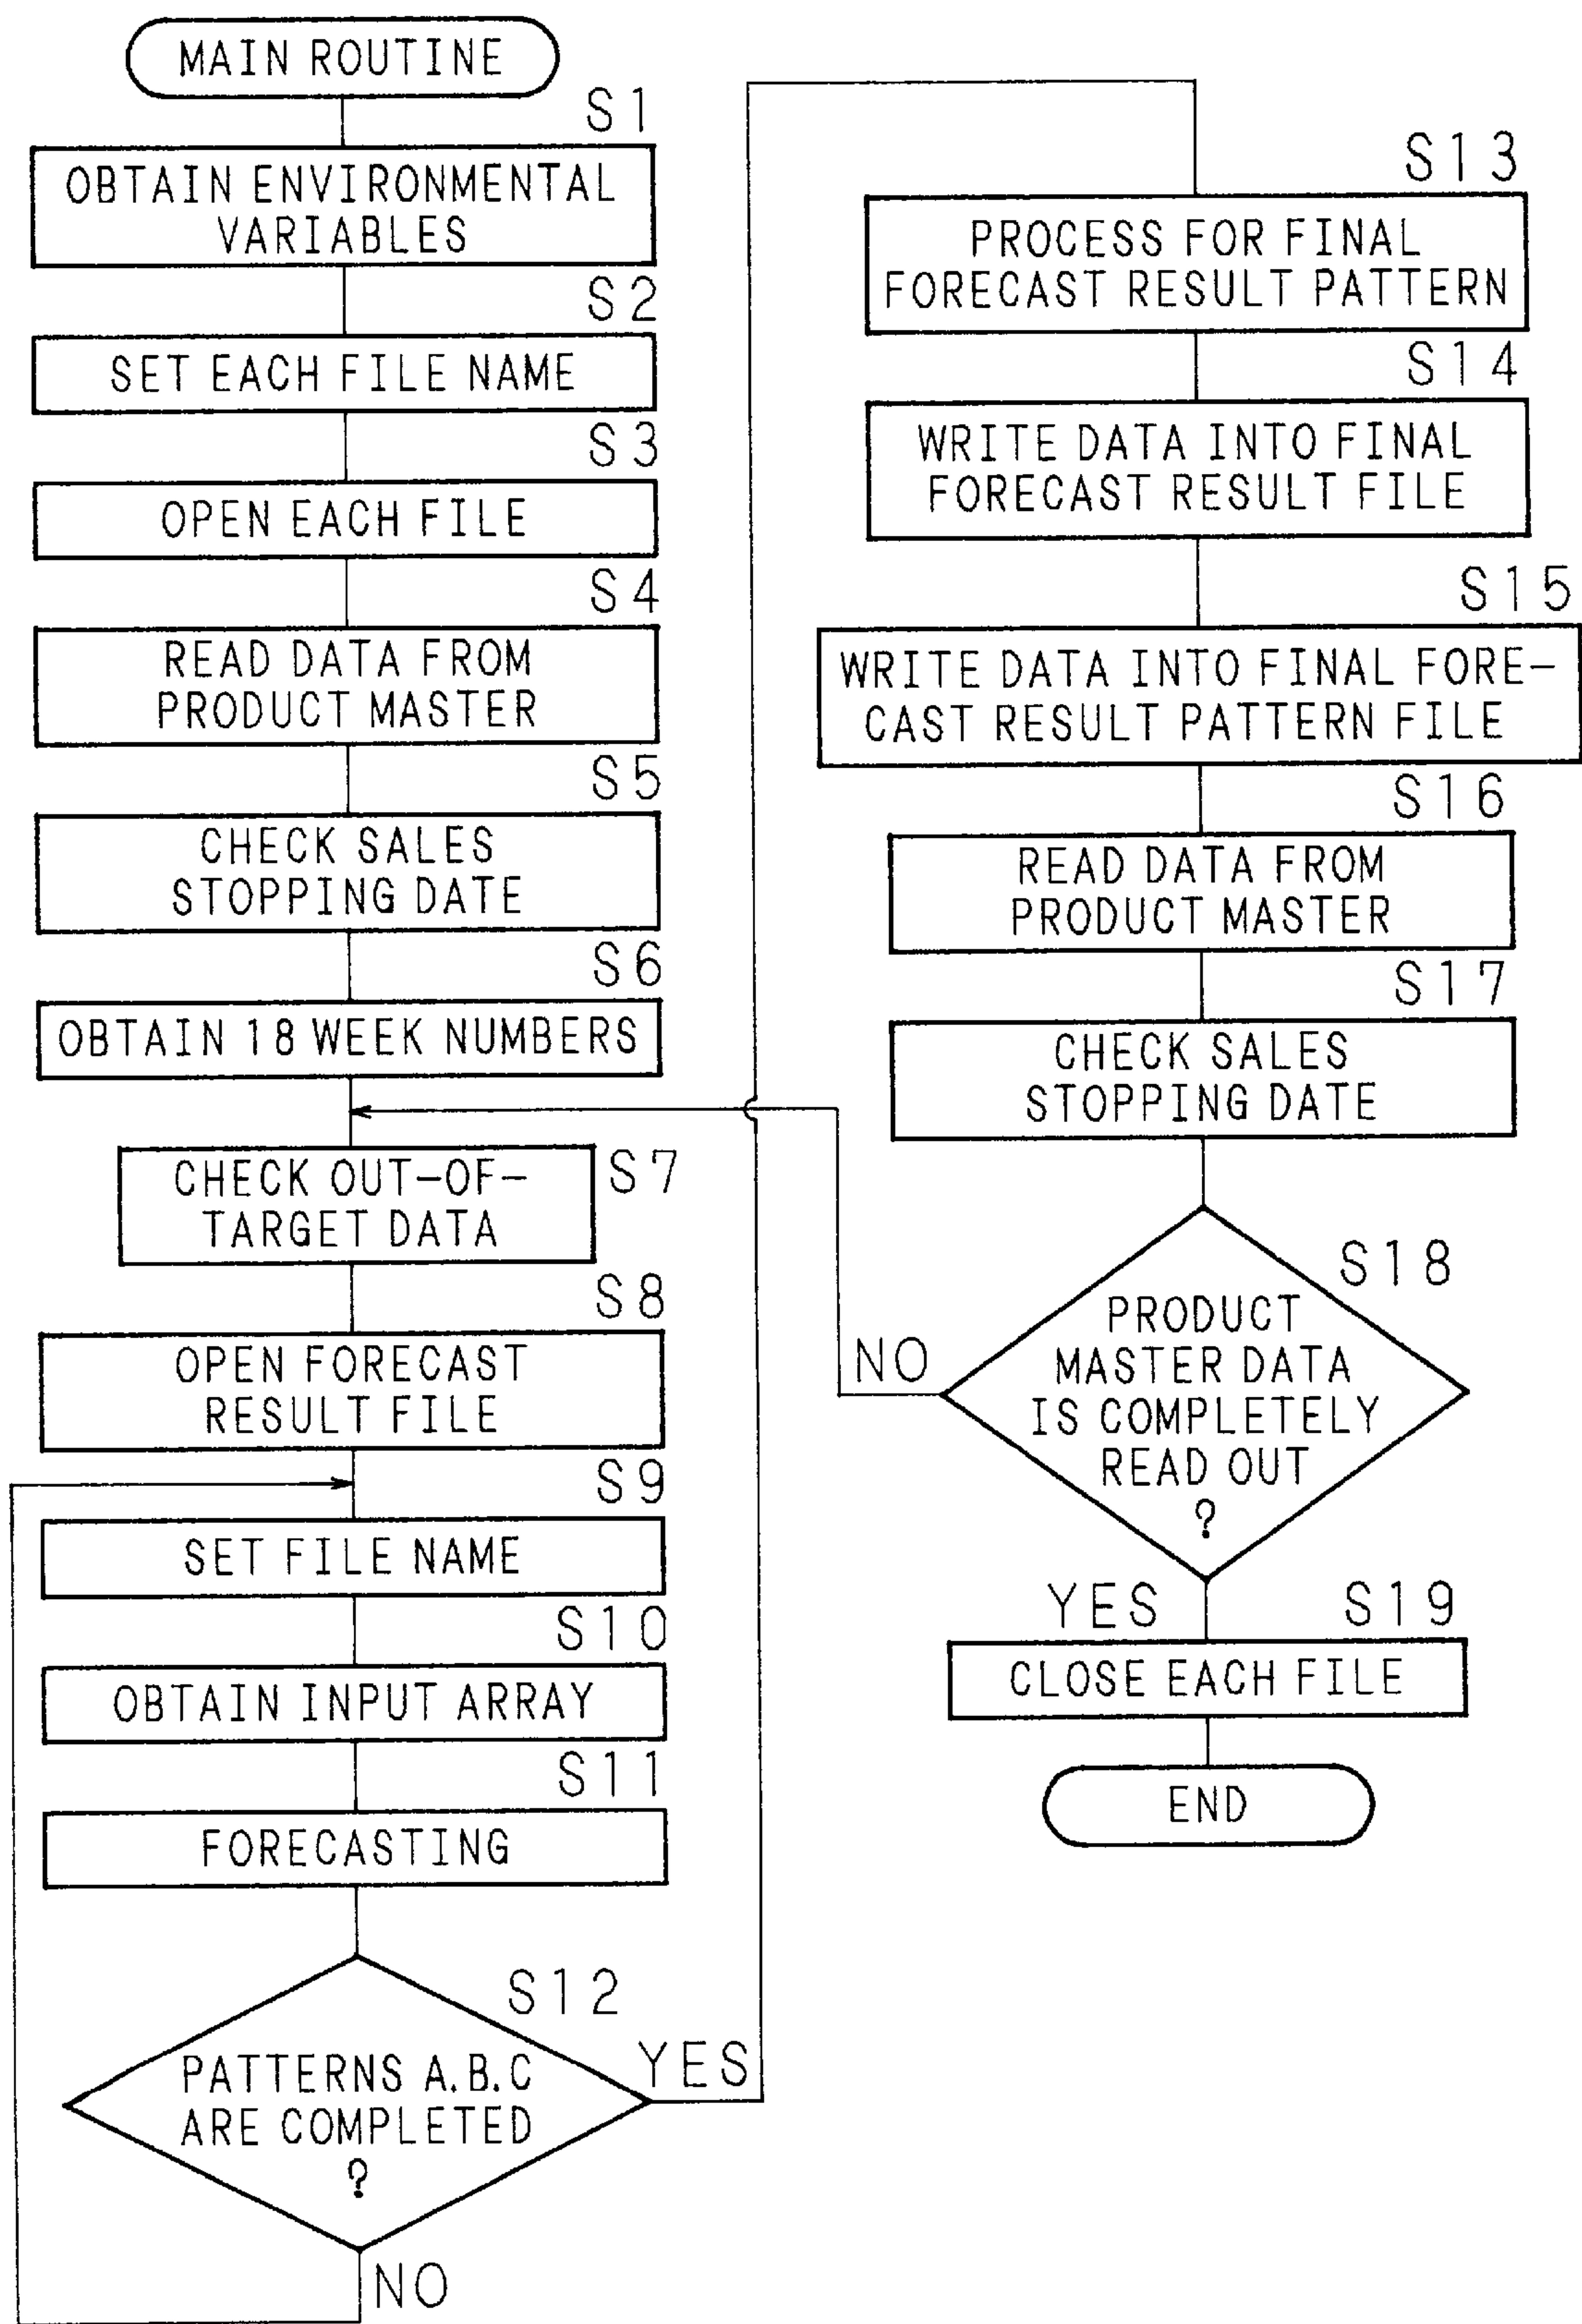 MAIN ROUTINE
S1
OBTAIN ENVIRONMENTAL
VARIABLES
S2
SET EACH FILE NAME
S3
OPEN EACH FILE
S4
READ DATA FROM
PRODUCT MASTER
S5
CHECK SALES
STOPPING DATE
S6
OBTAIN 18 WEEK NUMBERS
CHECK OUT-OF-
TARGET DATA
S7
S8
OPEN FORECAST
RESULT FILE
S9
SET FILE NAME
S10
OBTAIN INPUT ARRAY
S11
FORECASTING
S12
PATTERNS A.B.C
ARE COMPLETED
?
YES
NO
S13
PROCESS FOR FINAL
FORECAST RESULT PATTERN
S14
WRITE DATA INTO FINAL
FORECAST RESULT FILE
S15
WRITE DATA INTO FINAL FORE-
CAST RESULT PATTERN FILE
S16
READ DATA FROM
PRODUCT MASTER
S17
CHECK SALES
STOPPING DATE
S18
PRODUCT
MASTER DATA
IS COMPLETELY
READ OUT
?
NO
YES
S19
CLOSE EACH FILE
END